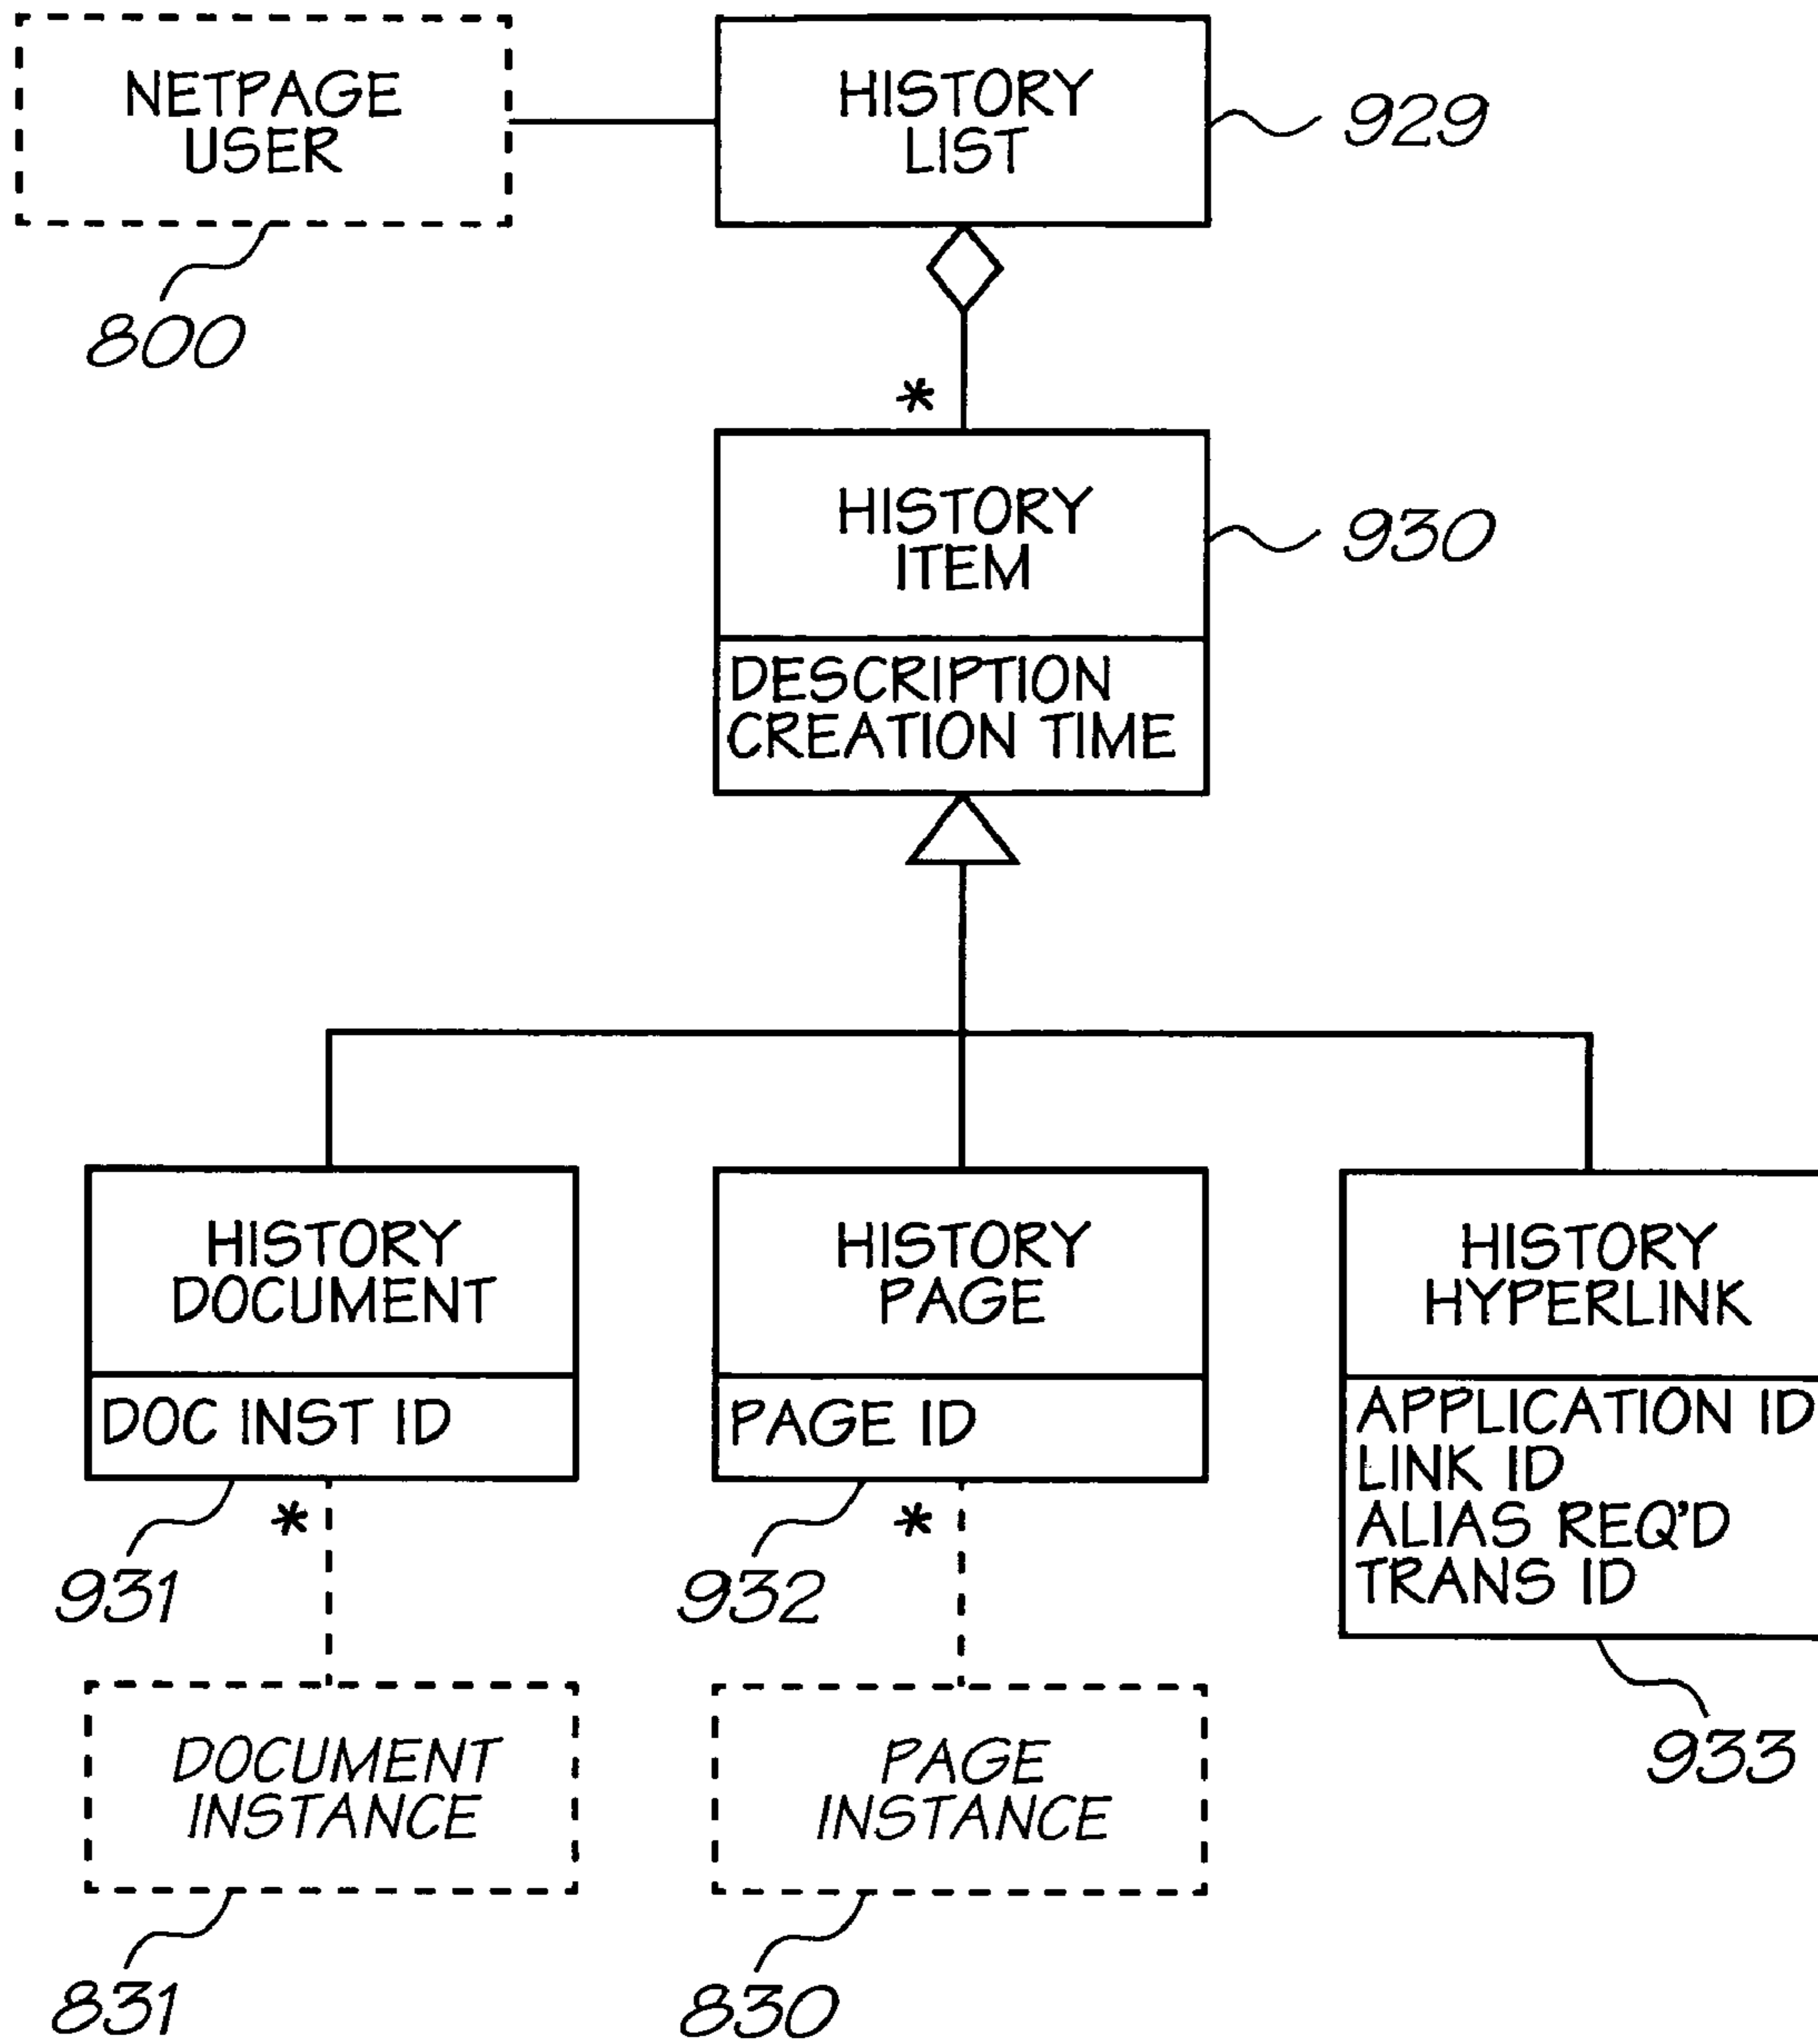 NETPAGE
USER
HISTORY
LIST
929
800
*
HISTORY
ITEM
930
DESCRIPTION
CREATION TIME
HISTORY
DOCUMENT
DOC INST ID
HISTORY
PAGE
PAGE ID
HISTORY
HYPERLINK
APPLICATION ID
LINK ID
ALIAS REQ'D
TRANS ID
*
*
931
932
933
DOCUMENT
INSTANCE
PAGE
INSTANCE
831
830